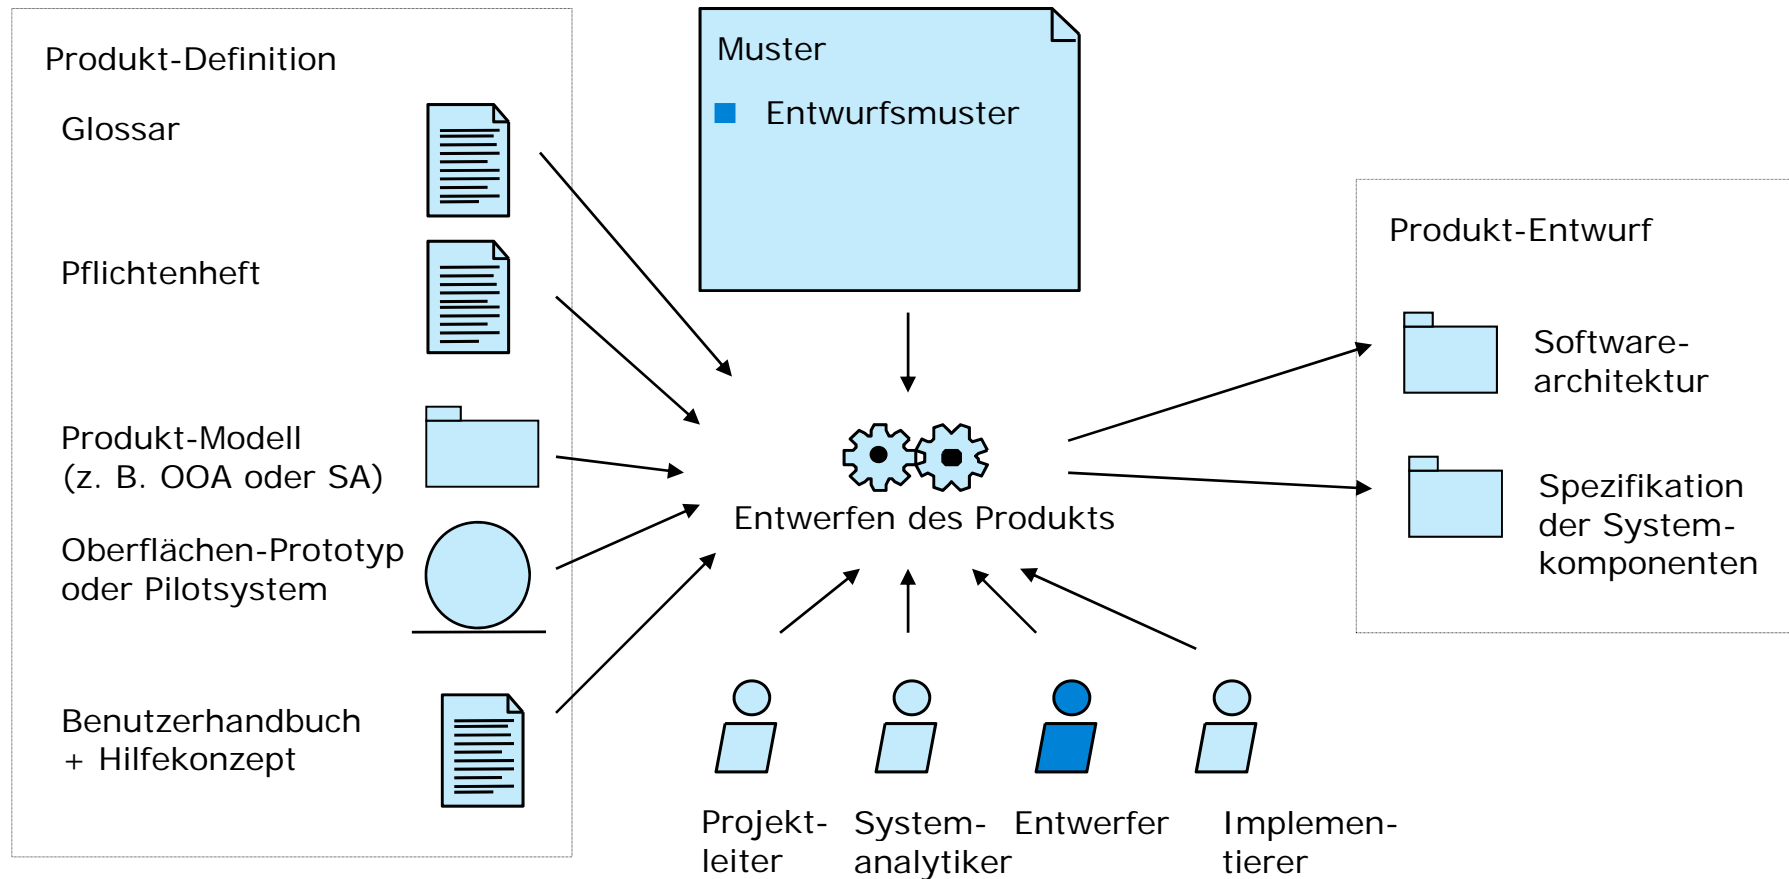 Produkt-Definition
Glossar
Pflichtenheft
Produkt-Modell
(z. B. OOA oder SA)
Oberflächen-Prototyp
oder Pilotsystem
Benutzerhandbuch
+ Hilfekonzept
Muster
Entwurfsmuster
Entwerfen des Produkts
Projekt-
leiter
System-
analytiker
Entwerfer
Implemen-
tierer
Produkt-Entwurf
Software-
architektur
Spezifikation
der System-
komponenten